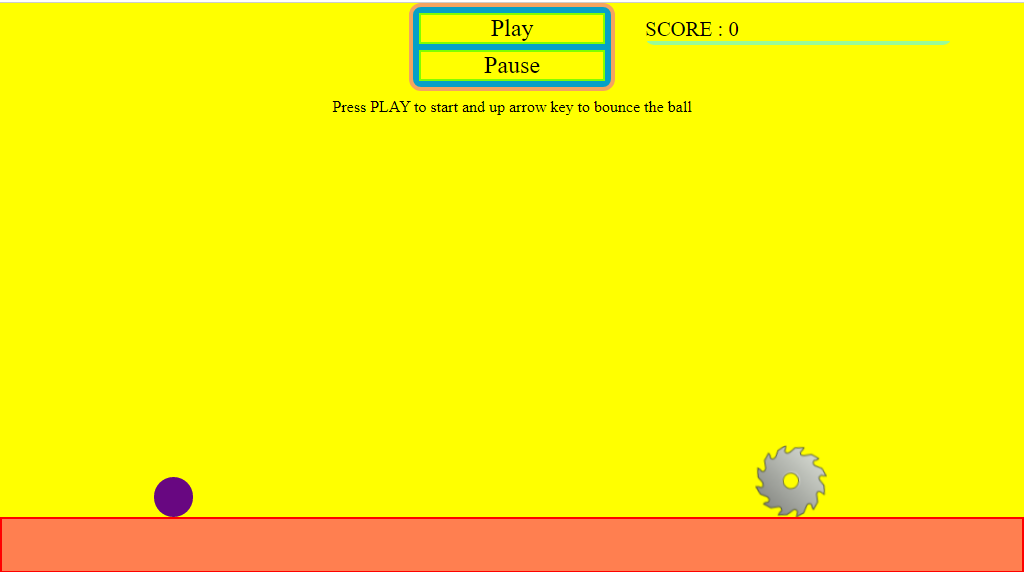 Play
SCORE : 0
Pause
Press PLAY to start and up arrow key to bounce the ball